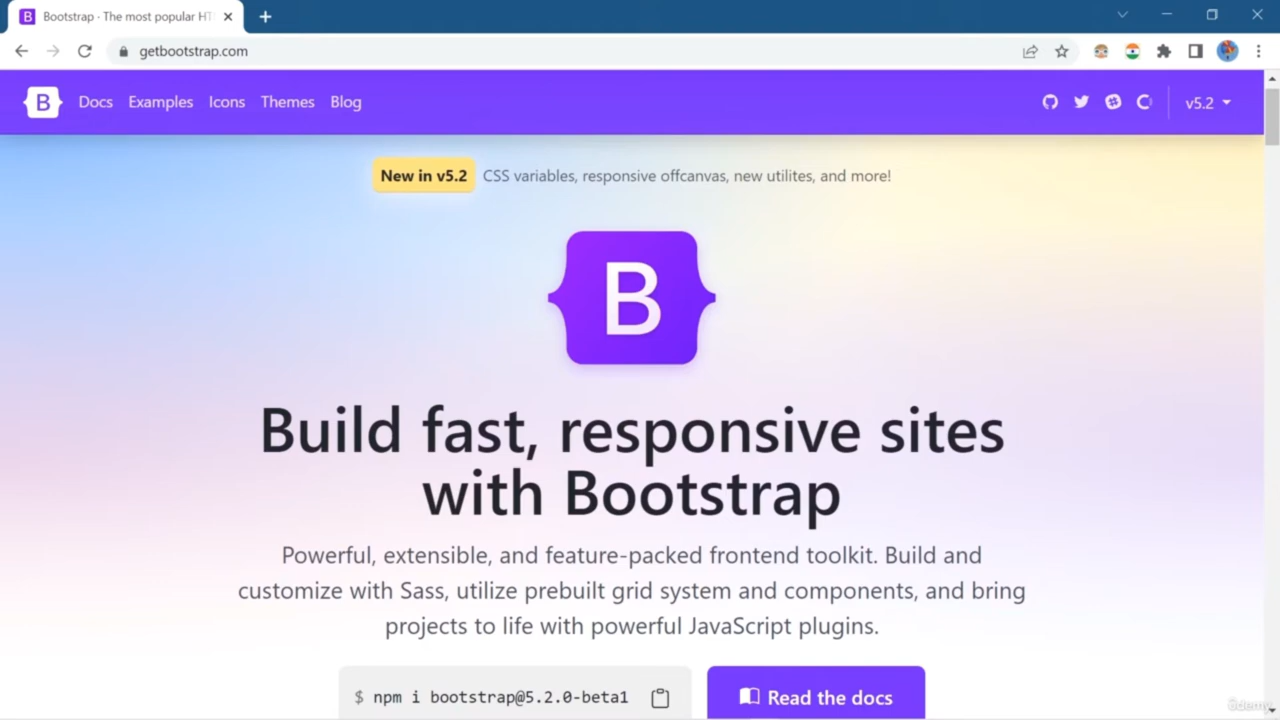 Bootstrap · The most popular HT
getbootstrap.com
B Docs Examples Icons Themes Blog v5.2
New in v5.2 CSS variables, responsive offcanvas, new utilites, and more!
B
Build fast, responsive sites
with Bootstrap
Powerful, extensible, and feature-packed frontend toolkit. Build and
customize with Sass, utilize prebuilt grid system and components, and bring
projects to life with powerful JavaScript plugins.
$ npm i bootstrap@5.2.0-beta1 Read the docs
ûdemy